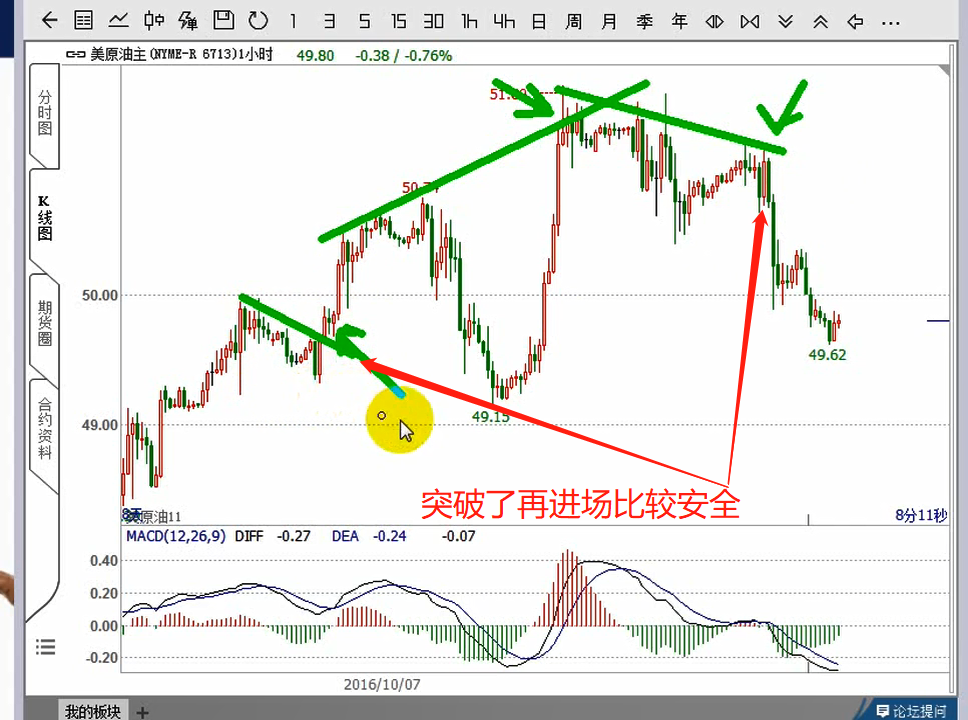 1 3 5 15 30 1h 4h 日 周 月 季 年 ...
美原油主(NYME-R 6713)1小时 49.80 -0.38 / -0.76%
分时图
K线图
期货圈
合约资料
50.00
49.00
49.15
49.62
突破了再进场比较安全
美原油11
8分11秒
MACD(12,26,9) DIFF -0.27 DEA -0.24 -0.07
0.40
0.20
0.00
-0.20
2016/10/07
我的板块 +
论坛提问